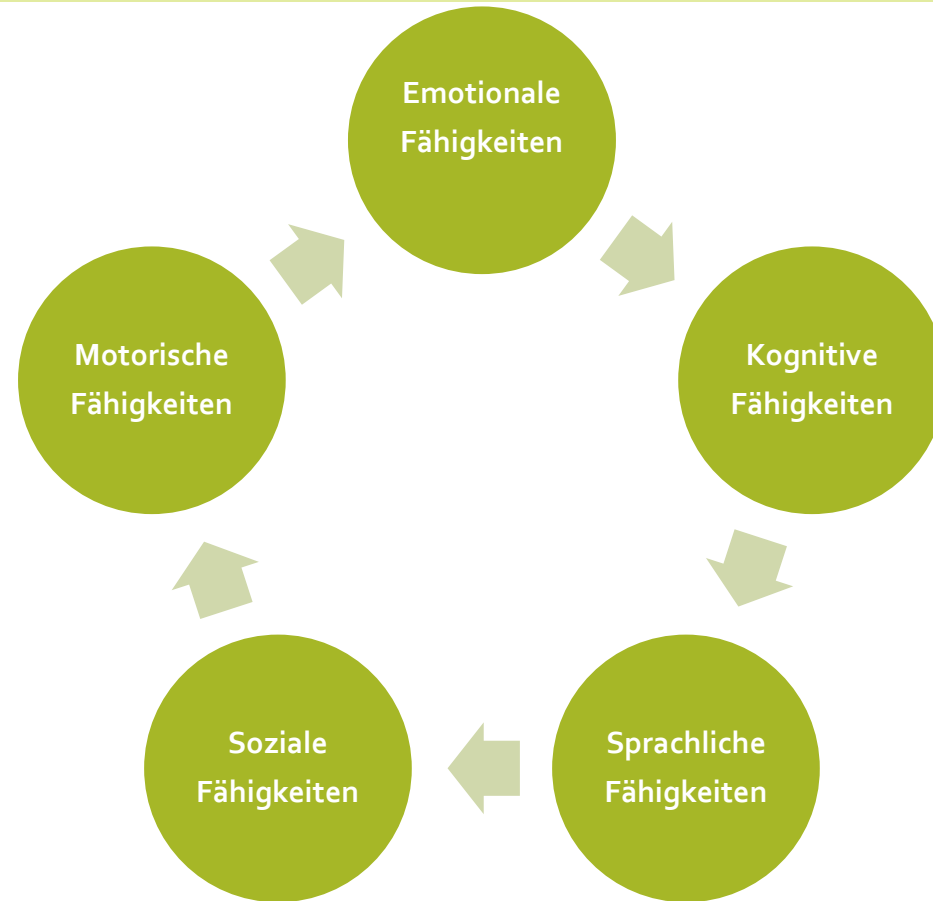 Emotionale
Fähigkeiten
Motorische
Fähigkeiten
Kognitive
Fähigkeiten
Soziale
Fähigkeiten
Sprachliche
Fähigkeiten